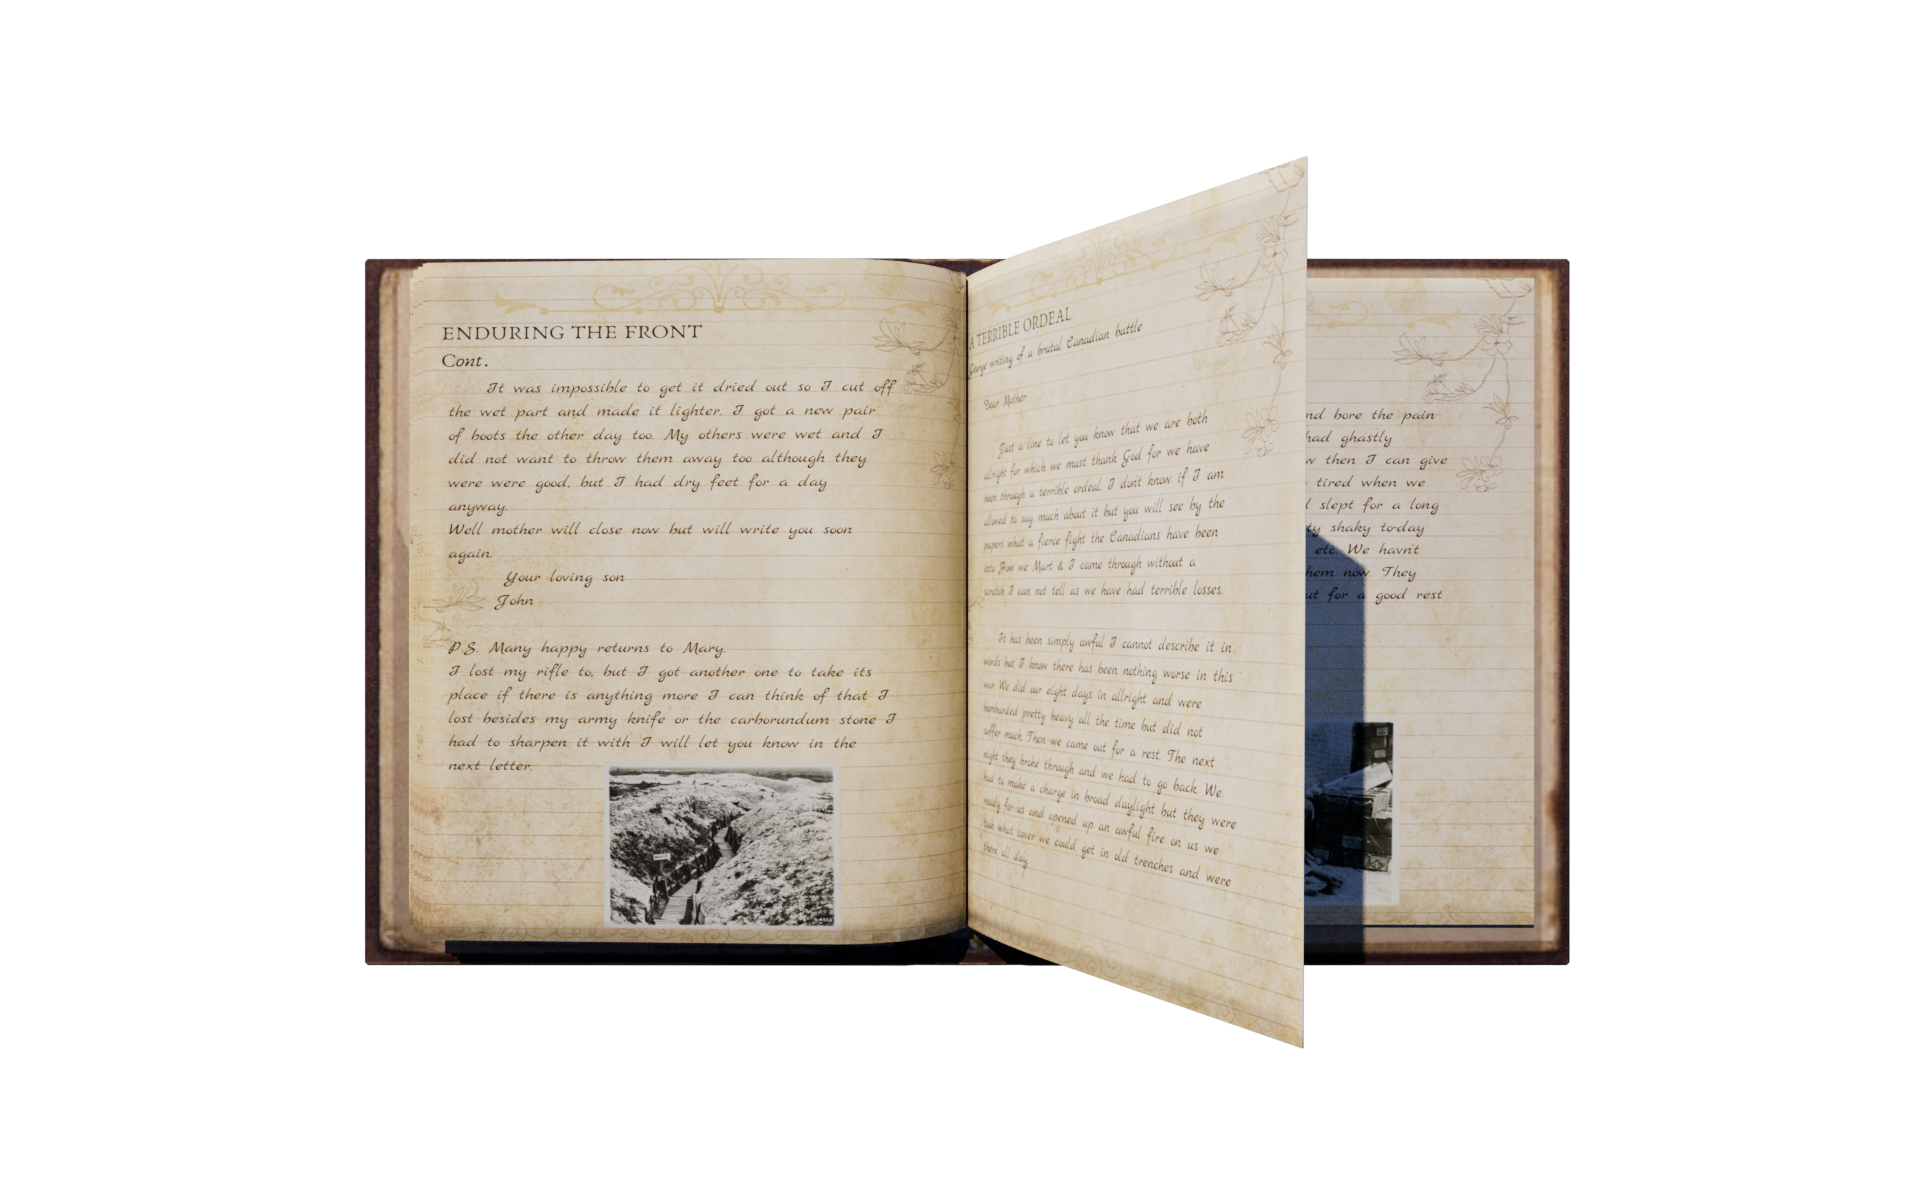 ENDURING THE FRONT
Cont.
It was impossible to get it dried out so I cut off
the wet part and made it lighter. I got a new pair
of boots the other day too. My others were wet and I
did not want to throw them away too although they
were were good, but I had dry feet for a day
anyway.
Well mother will close now but will write you soon
again.
Your loving son
John
P.S. Many happy returns to Mary.
I lost my rifle to, but I got another one to take its
place if there is anything more I can think of that I
lost besides my army knife or the carborundum stone I
had to sharpen it with I will let you know in the
next letter.
A TERRIBLE ORDEAL
George writing of a brutal Canadian battle
Dear Mother
Just a line to let you know that we are both
allright for which we must thank God for we have
been through a terrible ordeal. I don't know if I am
allowed to say much about it but you will see by the
papers what a fierce fight the Canadians have been
into How we Mart & I came through without a
scratch I can not tell as we have had terrible losses.
It has been simply awful I cannot describe it in
words but I know there has been nothing worse in this
war. We did our eight days in allright and were
bombarded pretty heavy all the time but did not
suffer much Then we came out for a rest. The next
night they broke through and we had to go back. We
had to make a charge in broad daylight but they were
ready for us and opened up an awful fire on us we
took what cover we could get in old trenches and were
there all day.
nd bore the pain
had ghastly
w then I can give
tired when we
slept for a long
ty shaky to-day
etc. We havn't
hem now. They
ut for a good rest